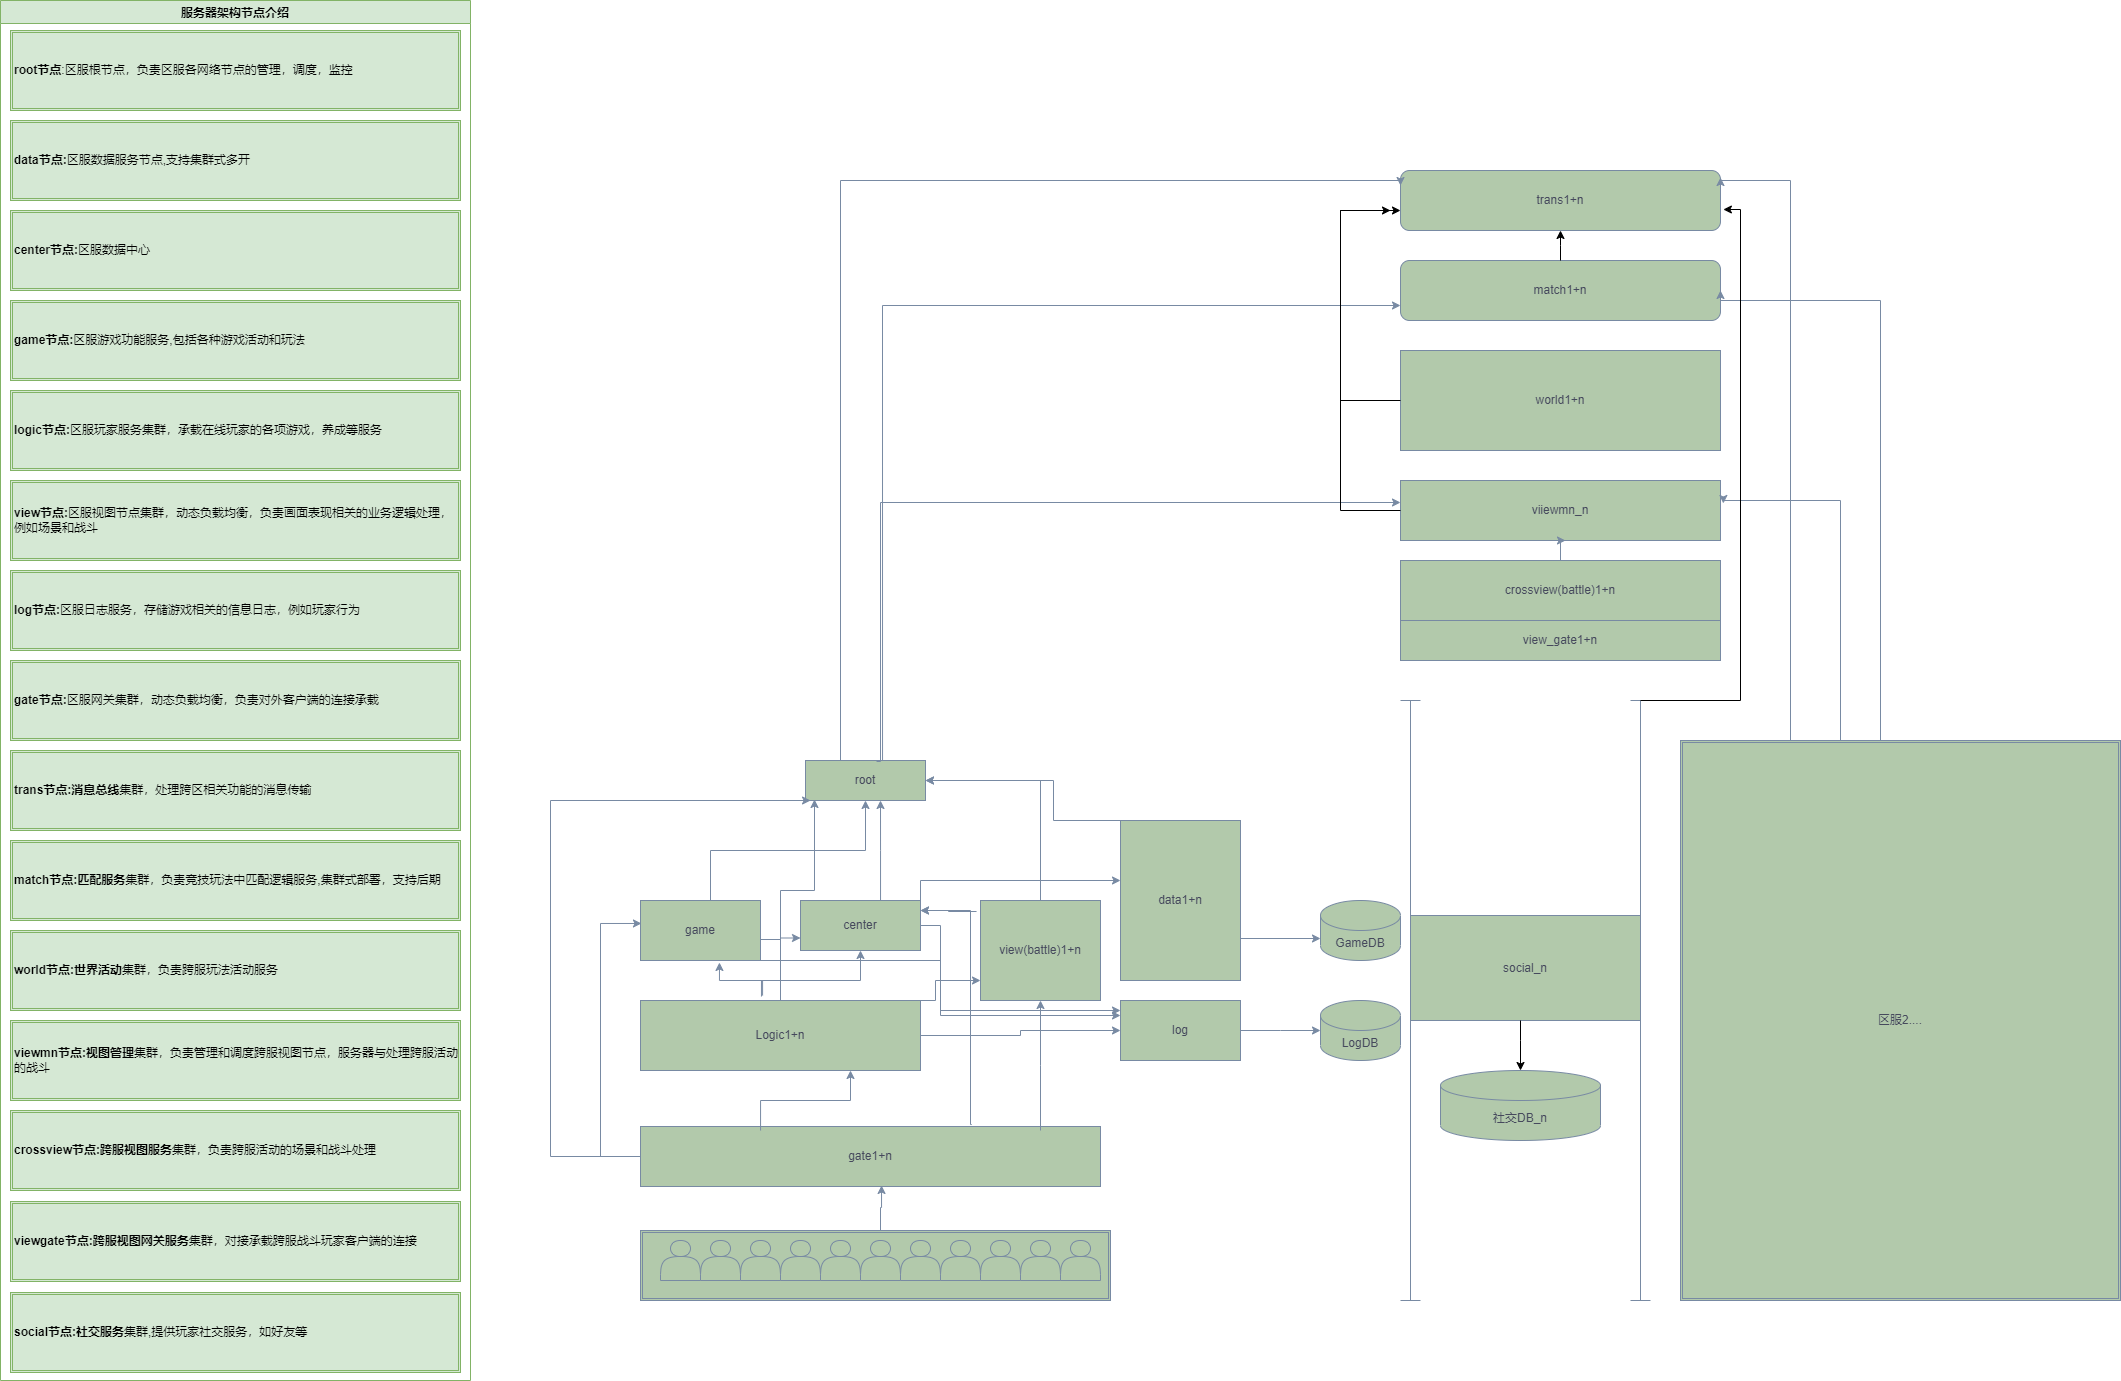 服务器架构节点介绍
root节点:区服根节点，负责区服各网络节点的管理，调度，监控
data节点:区服数据服务节点,支持集群式多开
center节点:区服数据中心
game节点:区服游戏功能服务,包括各种游戏活动和玩法
logic节点:区服玩家服务集群，承载在线玩家的各项游戏，养成等服务
view节点:区服视图节点集群，动态负载均衡，负责画面表现相关的业务逻辑处理，
例如场景和战斗
log节点:区服日志服务，存储游戏相关的信息日志，例如玩家行为
gate节点:区服网关集群，动态负载均衡，负责对外客户端的连接承载
trans节点:消息总线集群，处理跨区相关功能的消息传输
match节点:匹配服务集群，负责竞技玩法中匹配逻辑服务,集群式部署，支持后期
world节点:世界活动集群，负责跨服玩法活动服务
viewmn节点:视图管理集群，负责管理和调度跨服视图节点，服务器与处理跨服活动
的战斗
crossview节点:跨服视图服务集群，负责跨服活动的场景和战斗处理
viewgate节点:跨服视图网关服务集群，对接承载跨服战斗玩家客户端的连接
social节点:社交服务集群,提供玩家社交服务，如好友等
trans1+n
match1+n
world1+n
viiewmn_n
crossview(battle)1+n
view_gate1+n
root
game
center
view(battle)1+n
data1+n
GameDB
Logic1+n
log
LogDB
gate1+n
social_n
社交DB_n
区服2....